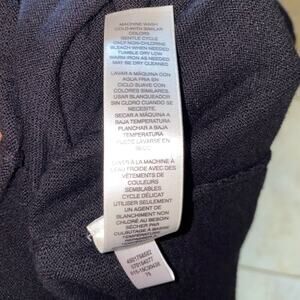 MACHINE WASH
COLD WITH SIMILAR
COLORS
GENTLE CYCLE
ONLY NON-CHLORINE
BLEACH WHEN NEEDED
TUMBLE DRY LOW
WARM IRON AS NEEDED
MAY BE DRY CLEANED
LAVAR A MÁQUINA CON
AGUA FRÍA EN
CICLO SUAVE CON
COLORES SIMILARES.
USAR BLANQUEADOR
SIN CLORO CUANDO SE
NECESITE.
SECAR A MÁQUINA A
BAJA TEMPERATURA
PLANCHAR A BAJA
TEMPERATURA
PUEDE LAVARSE EN
SECO
LAVER À LA MACHINE À
L'EAU FROIDE AVEC DES
VÊTEMENTS DE
COULEURS
SEMBLABLES
CYCLE DÉLICAT
UTILISER SEULEMENT
UN AGENT DE
BLANCHIMENT NON
CHLORÉ AU BESOIN
SÉCHER PAR
CULBUTAGE À